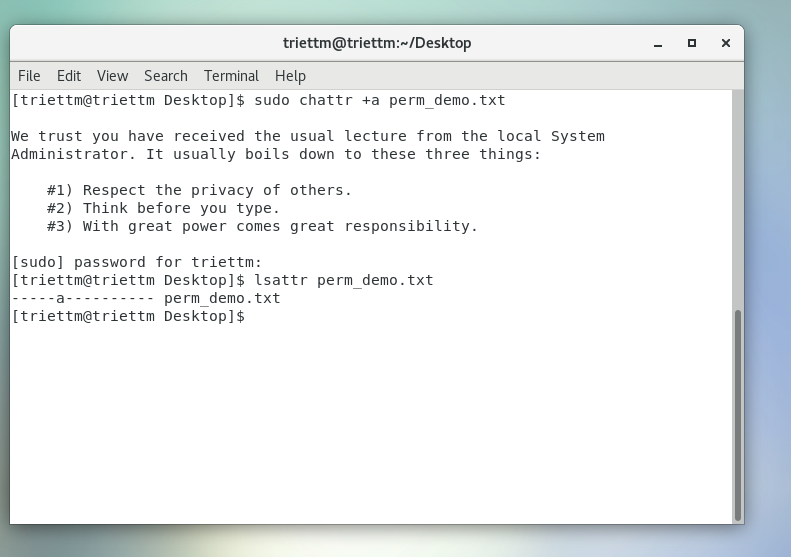 triettm@triettm:~/Desktop
File Edit View Search Terminal Help
[triettm@triettm Desktop]$ sudo chattr +a perm_demo.txt
We trust you have received the usual lecture from the local System
Administrator. It usually boils down to these three things:
#1) Respect the privacy of others.
#2) Think before you type.
#3) With great power comes great responsibility.
[sudo] password for triettm:
[triettm@triettm Desktop]$ lsattr perm_demo.txt
-----a---------- perm_demo.txt
[triettm@triettm Desktop]$